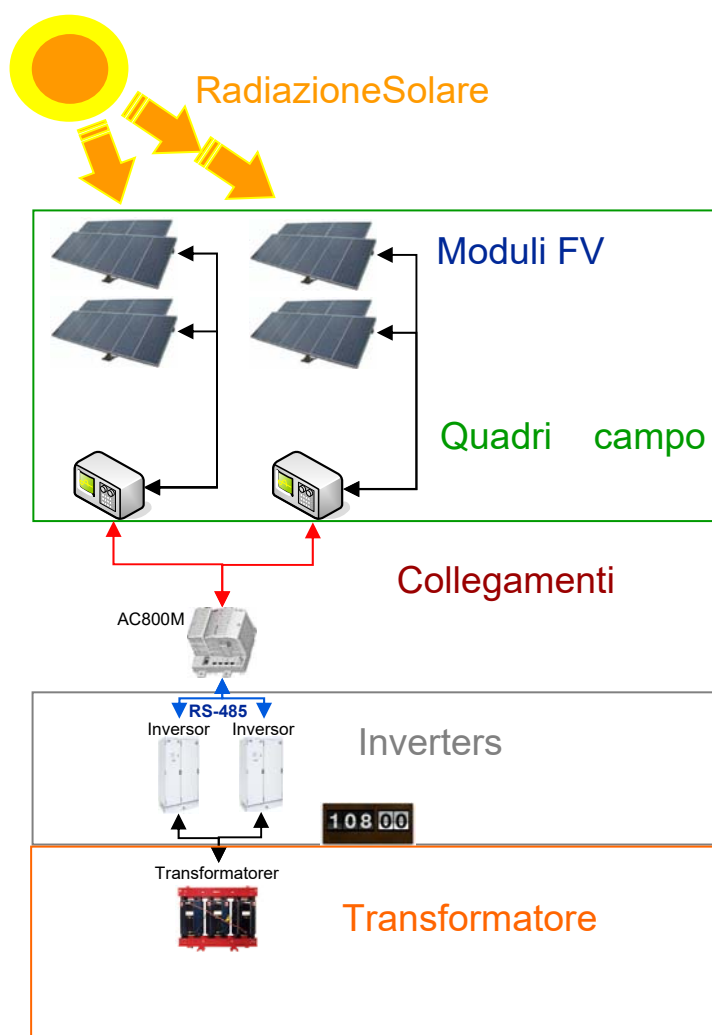 RadiazioneSolare
Moduli FV
Quadri campo
Collegamenti
AC800M
RS-485
Inversor Inversor
Inverters
10800
Transformatorer
Transformatore